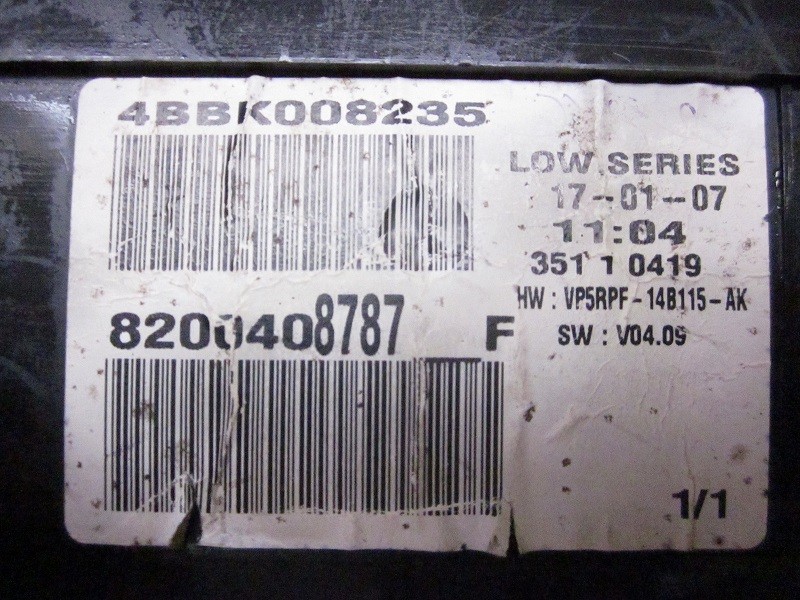 4BBK008235
LOW SERIES
17-01-07
11:04
351 1 0419
HW : VP5RPF-14B115-AK
SW : V04.09
8200408787 F
1/1